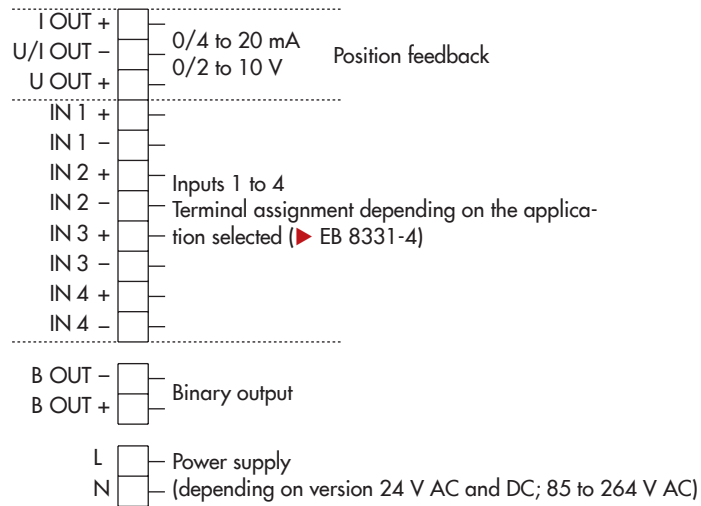 I OUT +
U/I OUT –
U OUT +
0/4 to 20 mA
0/2 to 10 V
Position feedback
IN 1 +
IN 1 –
IN 2 +
IN 2 –
IN 3 +
IN 3 –
IN 4 +
IN 4 –
Inputs 1 to 4
Terminal assignment depending on the applica-
tion selected (▶ EB 8331-4)
B OUT –
B OUT +
Binary output
L
N
Power supply
(depending on version 24 V AC and DC; 85 to 264 V AC)